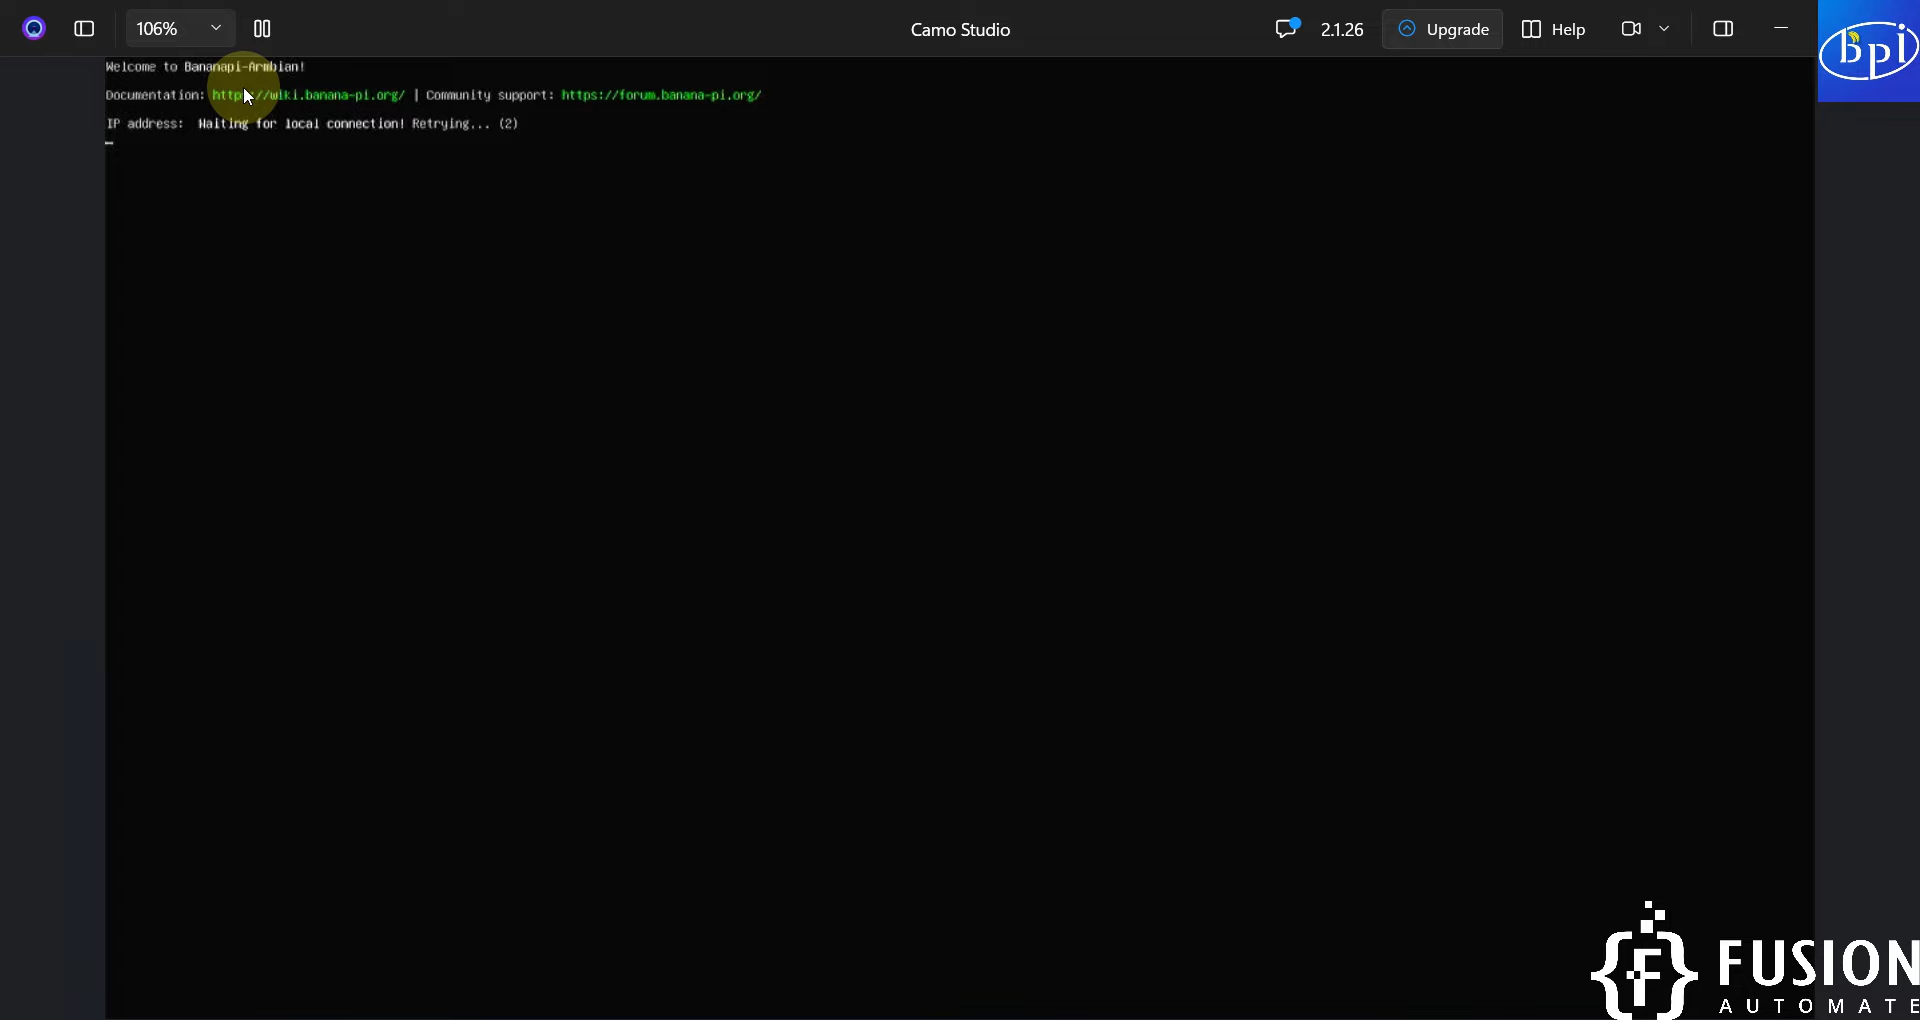 106%
Camo Studio
2.1.26
Upgrade
Help
bpi
Welcome to Bananapi-Armbian!
Documentation: https://wiki.banana-pi.org/ | Community support: https://forum.banana-pi.org/
IP address: Waiting for local connection! Retrying... (2)
{F}
FUSION
AUTOMATE